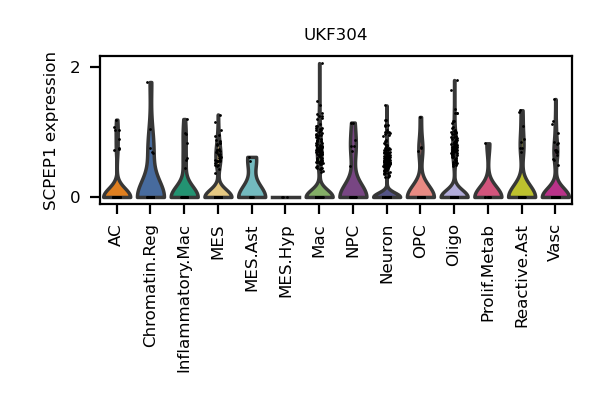 UKF304
SCPEP1 expression
2
0
AC
Chromatin.Reg
Inflammatory.Mac
MES
MES.Ast
MES.Hyp
Mac
NPC
Neuron
OPC
Oligo
Prolif.Metab
Reactive.Ast
Vasc